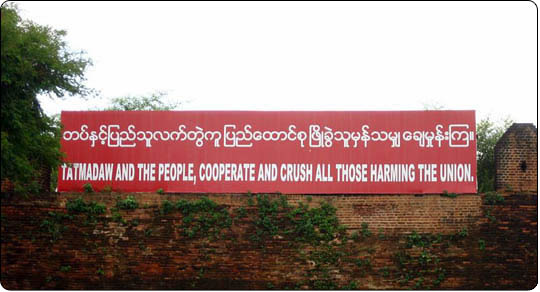 တပ်နှင့်ပြည်သူလက်တွဲကူ ပြည်ထောင်စု ဖြိုခွဲသူမှန်သမျှ ချေမှုန်းကြ။
TATMADAW AND THE PEOPLE, COOPERATE AND CRUSH ALL THOSE HARMING THE UNION.